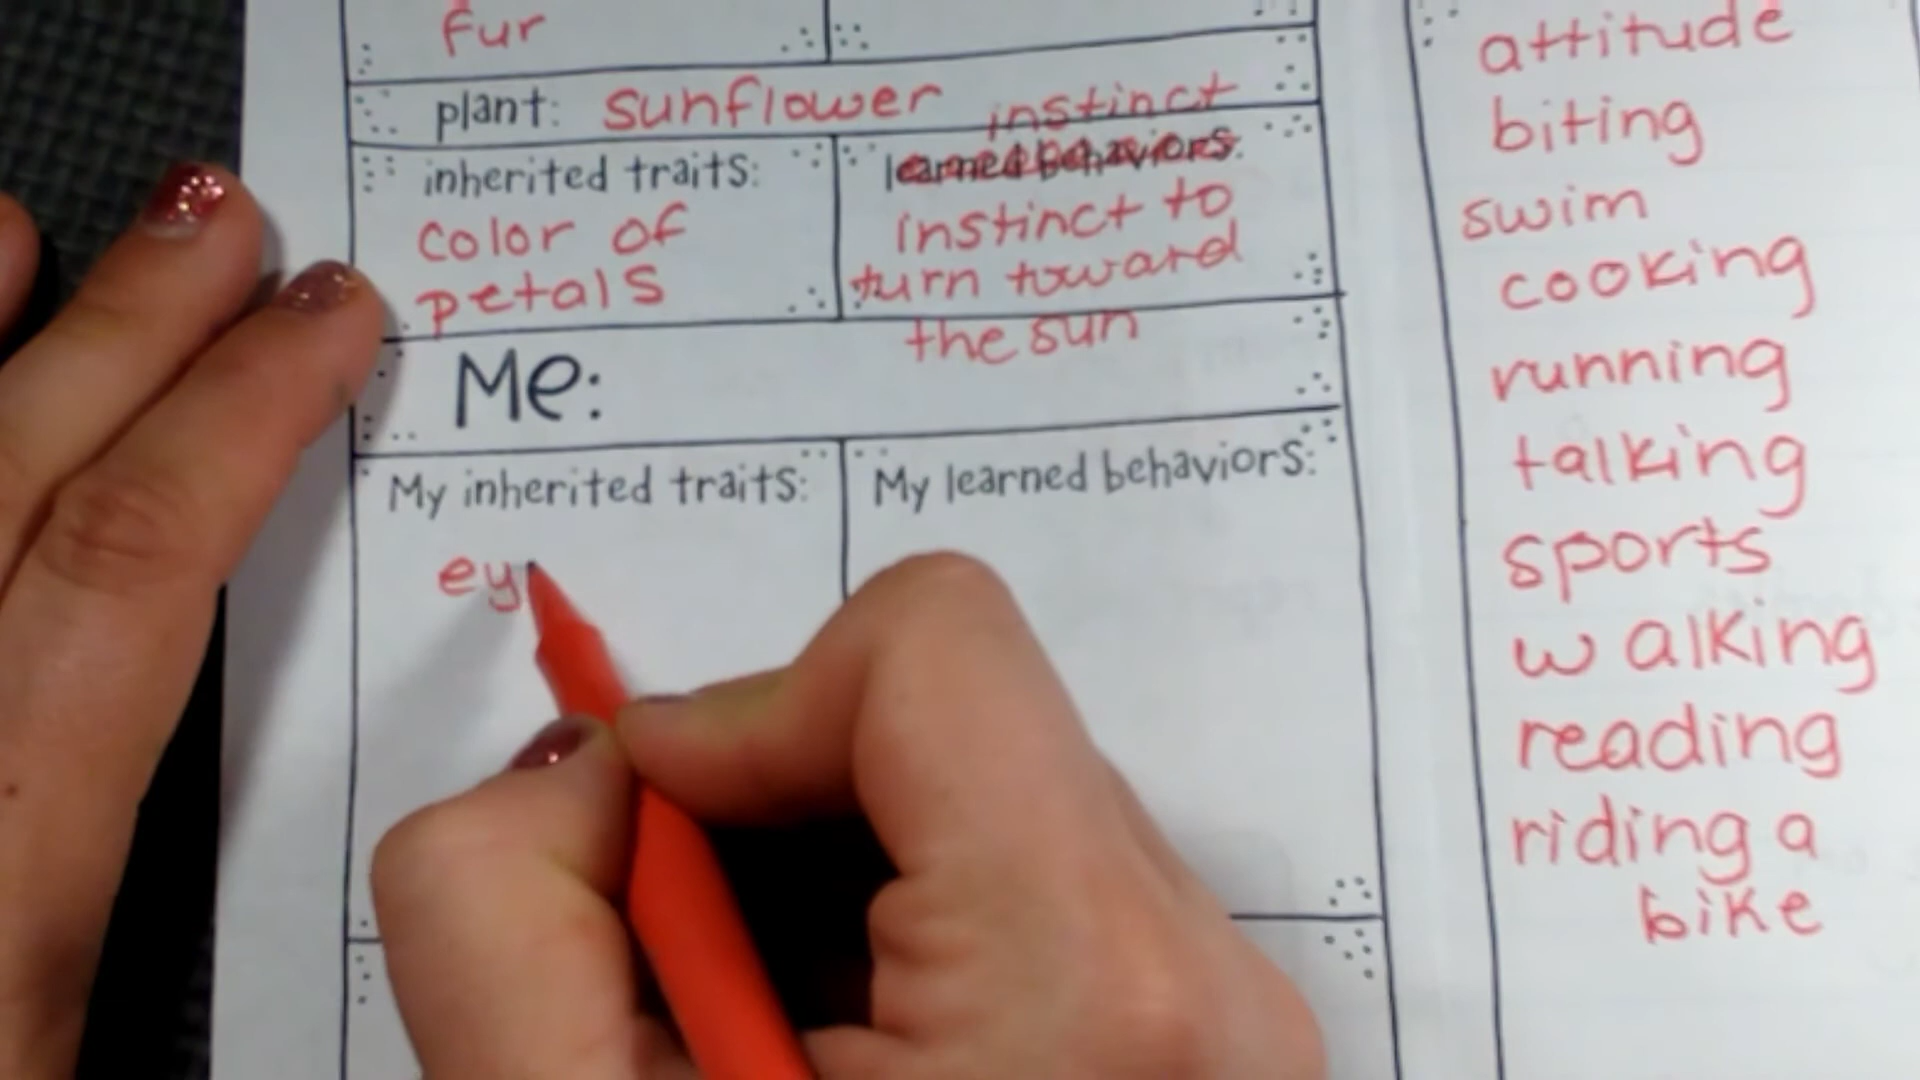 fur
plant: sunflower
instinct
inherited traits:
learned behaviors:
color of
petals
instinct to
turn toward
the sun
Me:
My inherited traits:
My learned behaviors:
ey
attitude
biting
swim
cooking
running
talking
sports
walking
reading
riding a
bike